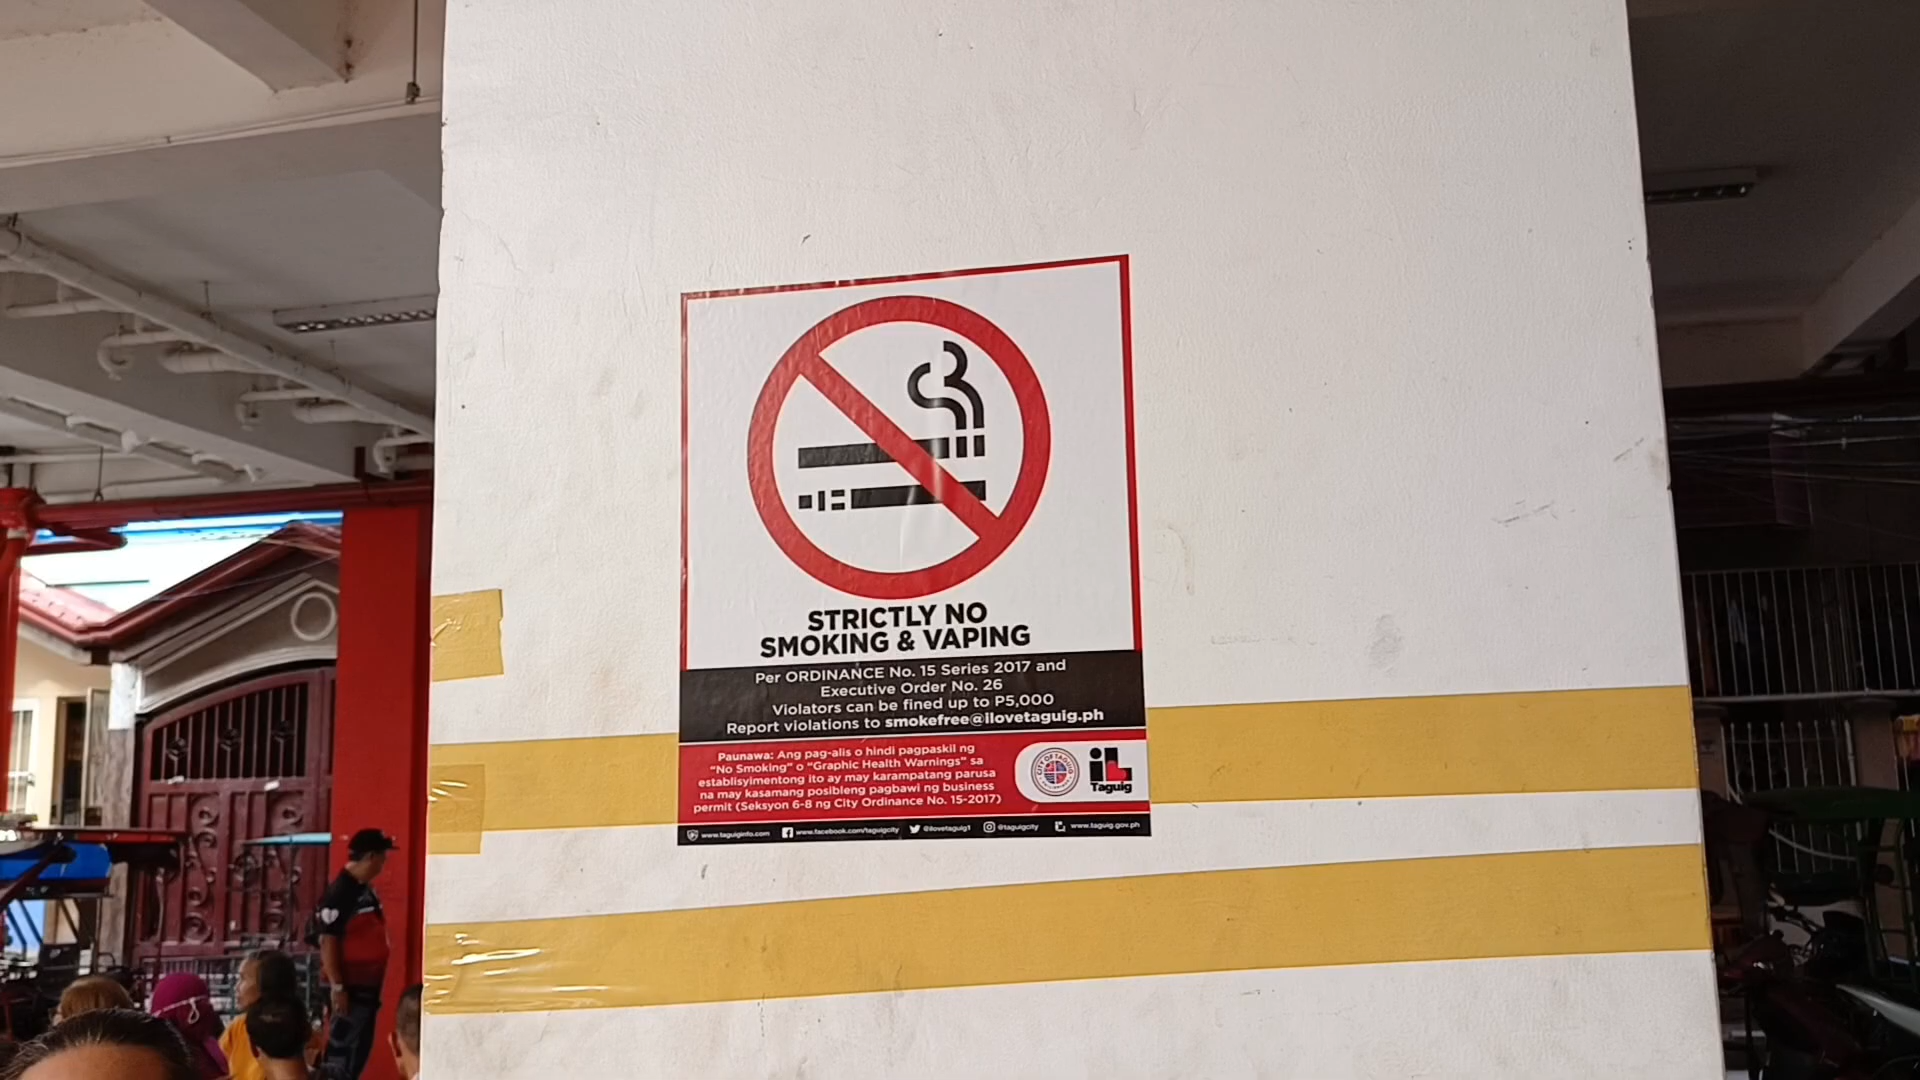 STRICTLY NO
SMOKING & VAPING
Per ORDINANCE No. 15 Series 2017 and
Executive Order No. 26
Violators can be fined up to P5,000
Report violations to smokefree@ilovetaguig.ph
Paunawa: Ang pag-alis o hindi pagpaskil ng
"No Smoking" o "Graphic Health Warnings" sa
establisyimentong ito ay may karampatang parusa
na may kasamang posibleng pagbawi ng business
permit (Seksyon 6-8 ng City Ordinance No. 15-2017)
CITY OF TAGUIG
iL
Taguig
www.taguiginfo.com www.facebook.com/taguigcity @ilovetaguig1 @taguigcity www.taguig.gov.ph